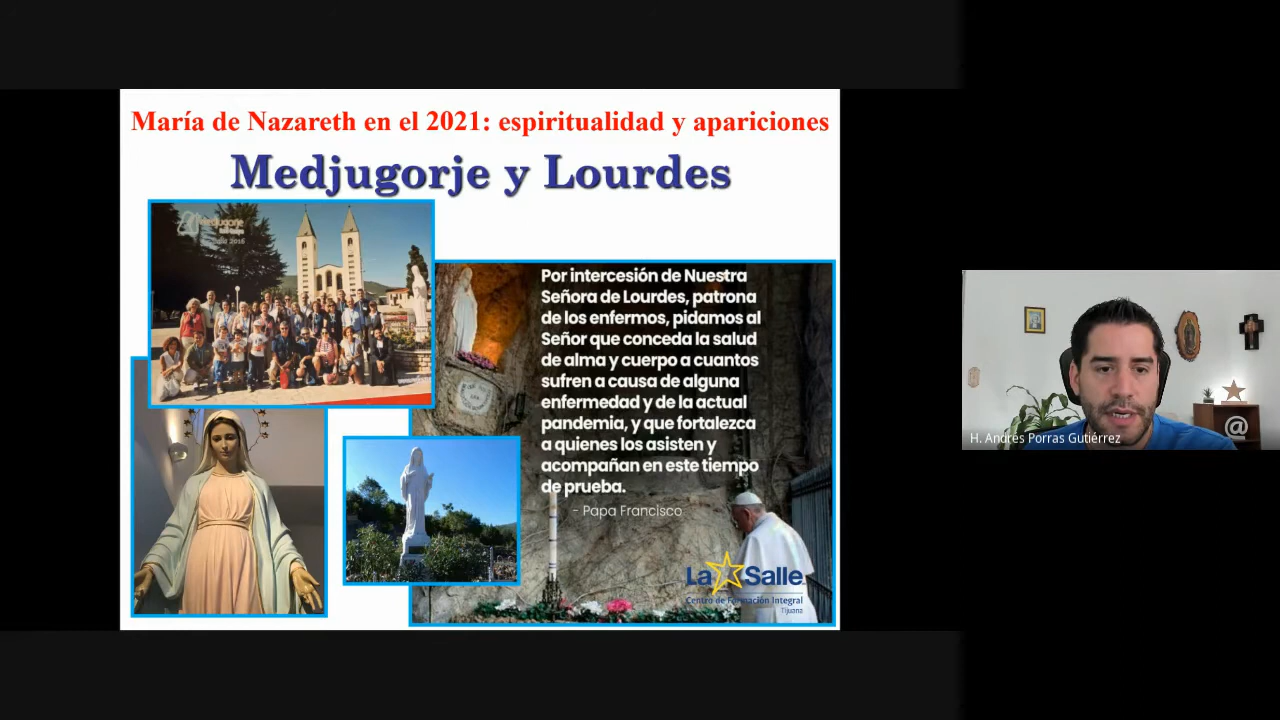 María de Nazareth en el 2021: espiritualidad y apariciones
Medjugorje y Lourdes
Medjugorje
2016
Por intercesión de Nuestra
Señora de Lourdes, patrona
de los enfermos, pidamos al
Señor que conceda la salud
de alma y cuerpo a cuantos
sufren a causa de alguna
enfermedad y de la actual
pandemia, y que fortalezca
a quienes los asisten y
acompañan en este tiempo
de prueba.
- Papa Francisco
La Salle
Centro de Formación Integral
Tijuana
H. Andres Porras Gutiérrez
@